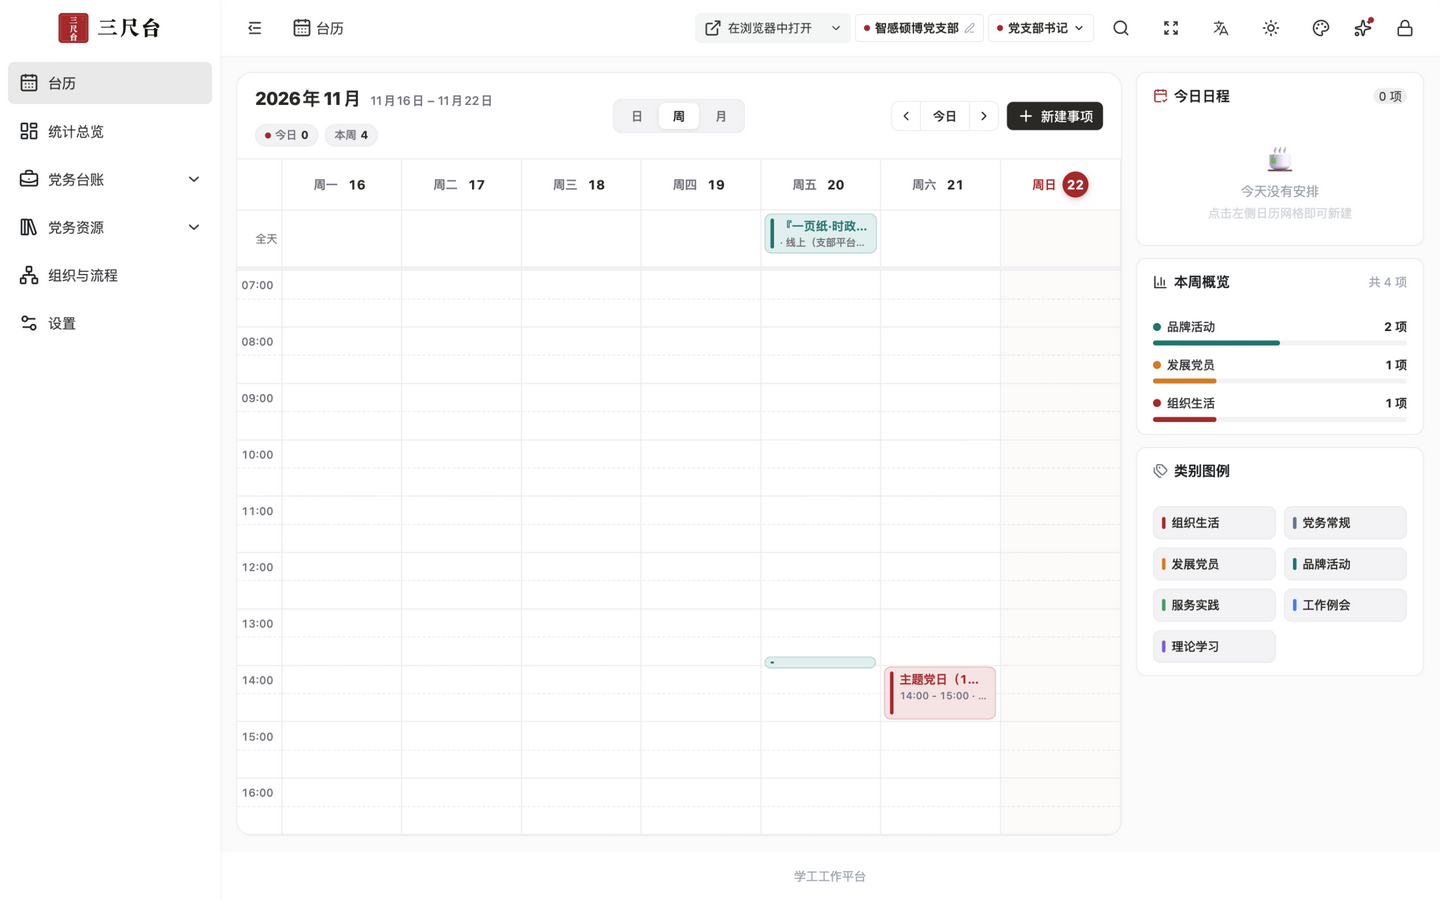 三尺台
三尺台
台历
在浏览器中打开
智感硕博党支部
党支部书记
台历
统计总览
党务台账
党务资源
组织与流程
设置
2026年11月
11月16日 – 11月22日
今日 0
本周 4
日
周
月
今日
新建事项
周一 16
周二 17
周三 18
周四 19
周五 20
周六 21
周日 22
全天
『一页纸·时政...
· 线上（支部平台...
07:00
08:00
09:00
10:00
11:00
12:00
13:00
14:00
15:00
16:00
-
主题党日（1...
14:00 - 15:00 · ...
今日日程
0 项
今天没有安排
点击左侧日历网格即可新建
本周概览
共 4 项
品牌活动
2 项
发展党员
1 项
组织生活
1 项
类别图例
组织生活
党务常规
发展党员
品牌活动
服务实践
工作例会
理论学习
学工工作平台